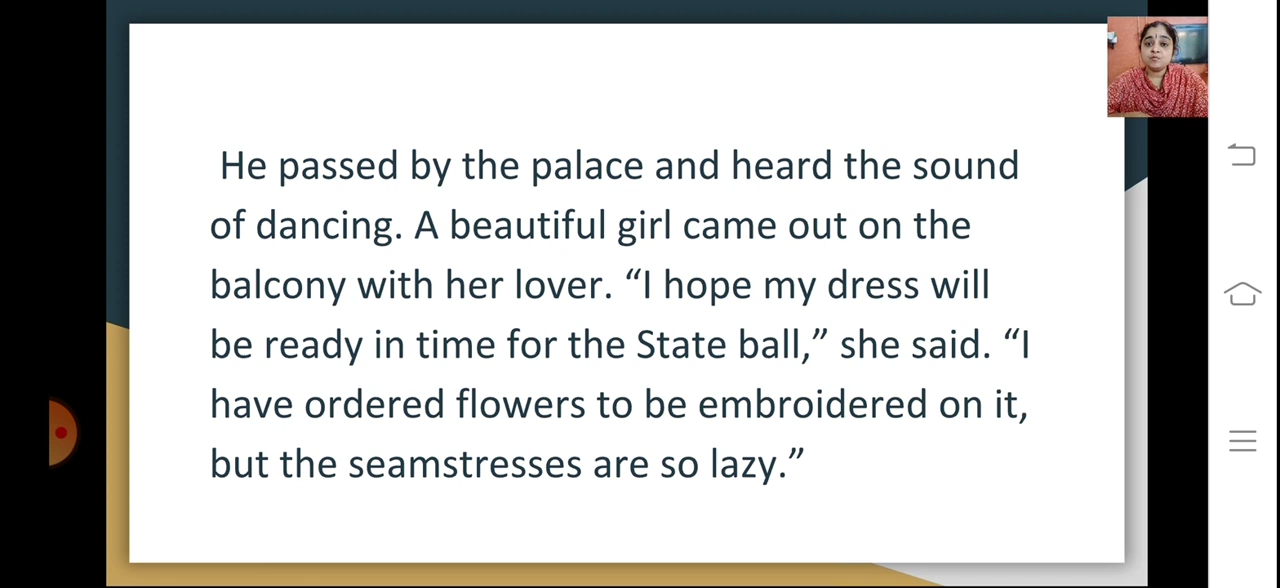 He passed by the palace and heard the sound
of dancing. A beautiful girl came out on the
balcony with her lover. “I hope my dress will
be ready in time for the State ball,” she said. “I
have ordered flowers to be embroidered on it,
but the seamstresses are so lazy.”